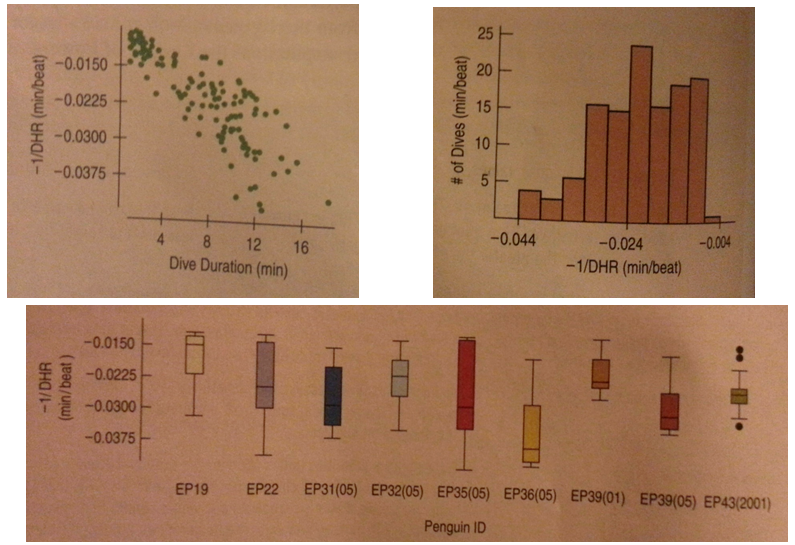 −0.0150
−0.0225
−0.0300
−0.0375
−1/DHR (min/beat)
4 8 12 16
Dive Duration (min)
25
20
15
10
5
# of Dives (min/beat)
−0.044 −0.024 −0.004
−1/DHR (min/beat)
−0.0150
−0.0225
−0.0300
−0.0375
−1/DHR
(min/beat)
EP19 EP22 EP31(05) EP32(05) EP35(05) EP36(05) EP39(01) EP39(05) EP43(2001)
Penguin ID